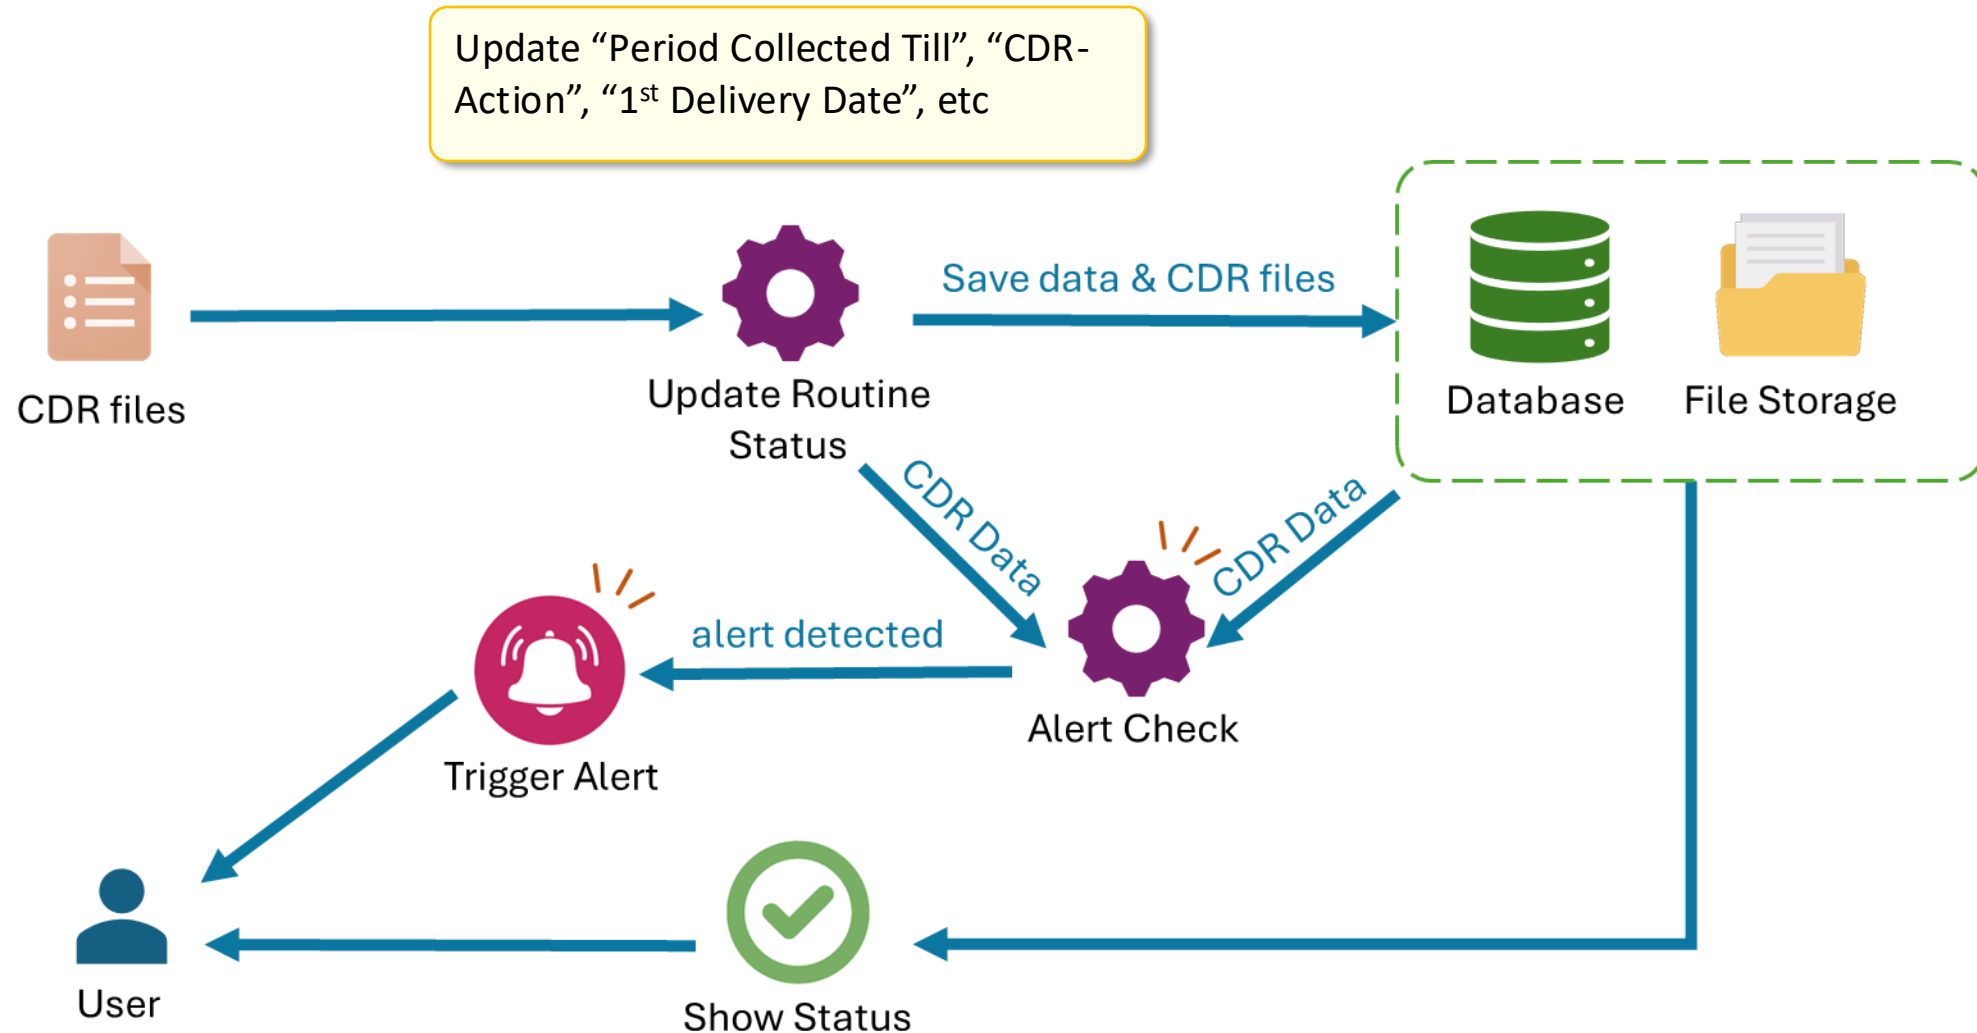 Update “Period Collected Till”, “CDR-
Action”, “1st Delivery Date”, etc
CDR files
Update Routine
Status
Save data & CDR files
Database
File Storage
CDR Data
CDR Data
alert detected
Alert Check
Trigger Alert
User
Show Status